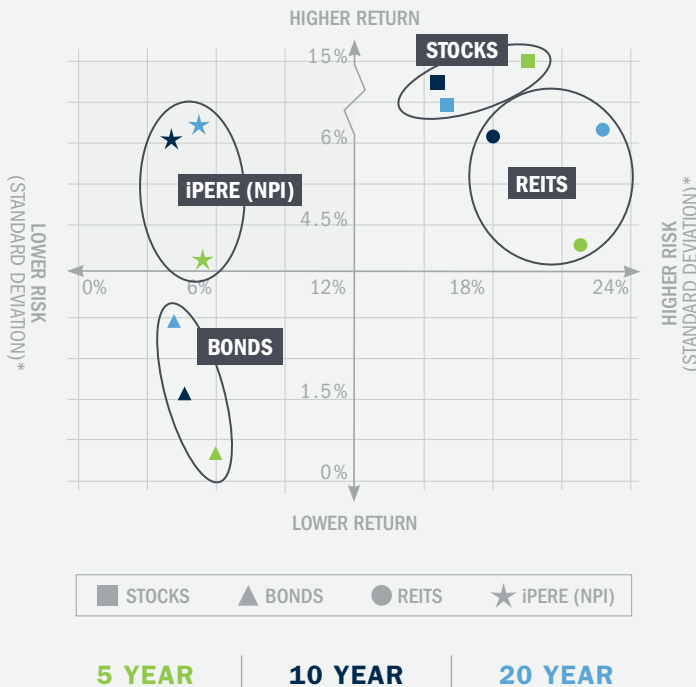 HIGHER RETURN
STOCKS
15%
6%
REITS
iPERE (NPI)
4.5%
LOWER RISK
(STANDARD DEVIATION)*
HIGHER RISK
(STANDARD DEVIATION)*
0%
6%
12%
18%
24%
BONDS
1.5%
0%
LOWER RETURN
STOCKS
BONDS
REITS
iPERE (NPI)
5 YEAR
10 YEAR
20 YEAR